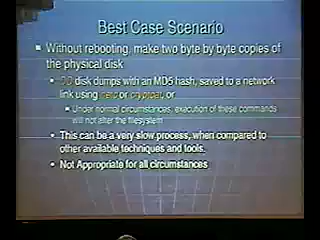 Best Case Scenario
Without rebooting, make two byte by byte copies of
the physical disk
DD disk dumps with an MD5 hash, saved to a network
link using or cryptcat, or
Under normal circumstances, execution of these commands
will not alter the filesystem
This can be a very slow process, when compared to
other available techniques and tools.
Not Appropriate for all circumstances